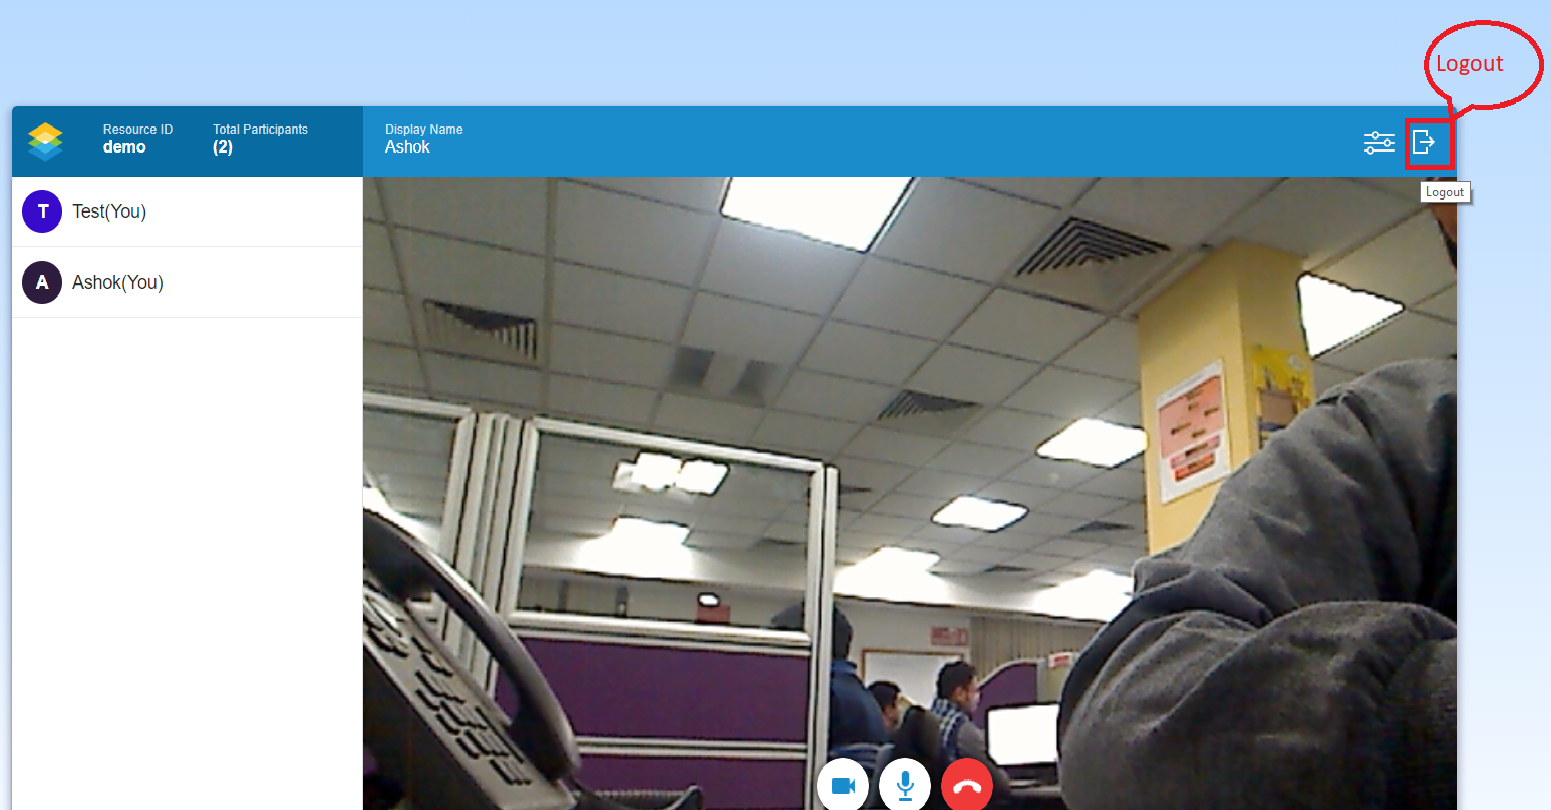 Logout
Resource ID
demo
Total Participants
(2)
Display Name
Ashok
Logout
T Test(You)
A Ashok(You)